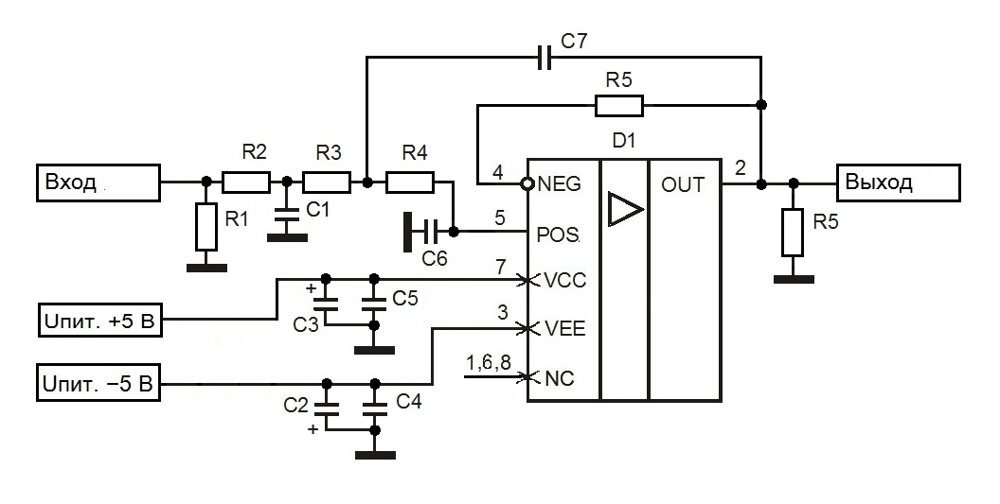 C7
R5
D1
R2
R3
R4
Вход
4
NEG
OUT
2
Выход
R1
C1
5
POS
R5
C6
7
VCC
+
C3
C5
Uпит. +5 В
3
VEE
1,6,8
NC
Uпит. −5 В
C2
C4
+